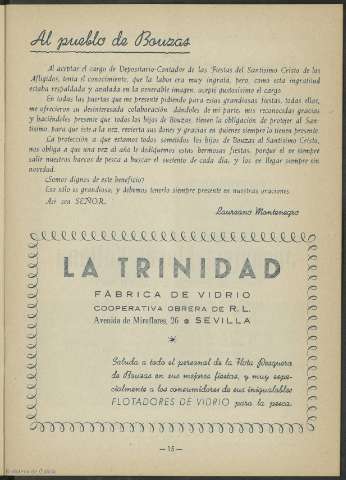 Al pueblo de Bouzas
Al aceptar el cargo de Depositario-Contador de las Fiestas del Santísimo Cristo de los
Afligidos, tenía el conocimiento, que la labor era muy ingrata, pero, como esta ingratitud
estaba respaldada y anulada en la venerable imagen, acepté gustosísimo el cargo.
En todas las puertas que me presenté pidiendo para estas grandiosas fiestas, todas ellas,
me ofrecieron su desinteresada colaboración dándoles de mi parte, mis reconocidas gracias
y haciéndoles presente que todos los hijos de Bouzas, tienen la obligación de proteger al San-
tísimo, para que éste a la vez, revierta sus dones y gracias en quienes siempre lo tienen presente.
La protección a que estamos todos sometidos los hijos de Bouzas al Santísimo Cristo,
nos obliga a que una vez al año le dediquemos estas hermosas fiestas, porque él ve siempre
salir nuestros barcos de pesca a buscar el sustento de cada día, y los ve llegar siempre sin
novedad.
¿Somos dignos de este beneficio?
Eso sólo es grandioso, y debemos tenerlo siempre presente en nuestras oraciones.
Así sea SEÑOR.
Laureano Montenegro
LA TRINIDAD
FÁBRICA DE VIDRIO
COOPERATIVA OBRERA DE R.L.
Avenida de Miraflores, 26 • SEVILLA
*
Saluda a todo el personal de la Flota Pesquera
de Bouzas en sus mejores fiestas, y muy espe-
cialmente a los consumidores de sus inigualables
FLOTADORES DE VIDRIO para la pesca.
— 15 —